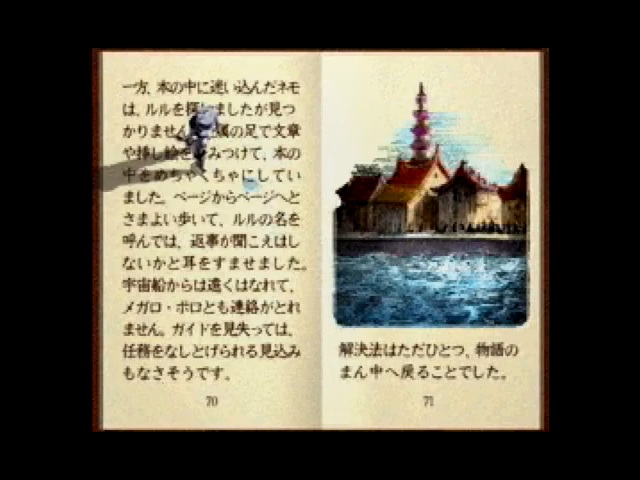 一方、本の中に迷い込んだネモ
は、ルルを探しましたが見つ
かりません 属の足で文章
や挿し絵を みつけて、本の
中をめちゃくちゃにしてい
ました。ページからページへと
さまよい歩いて、ルルの名を
呼んでは、返事が聞こえはし
ないかと耳をすませました。
宇宙船からは遠くはなれて、
メガロ・ポロとも連絡がとれ
ません。ガイドを見失っては、
任務をなしとげられる見込み
もなさそうです。
70
解決法はただひとつ、物語の
まん中へ戻ることでした。
71